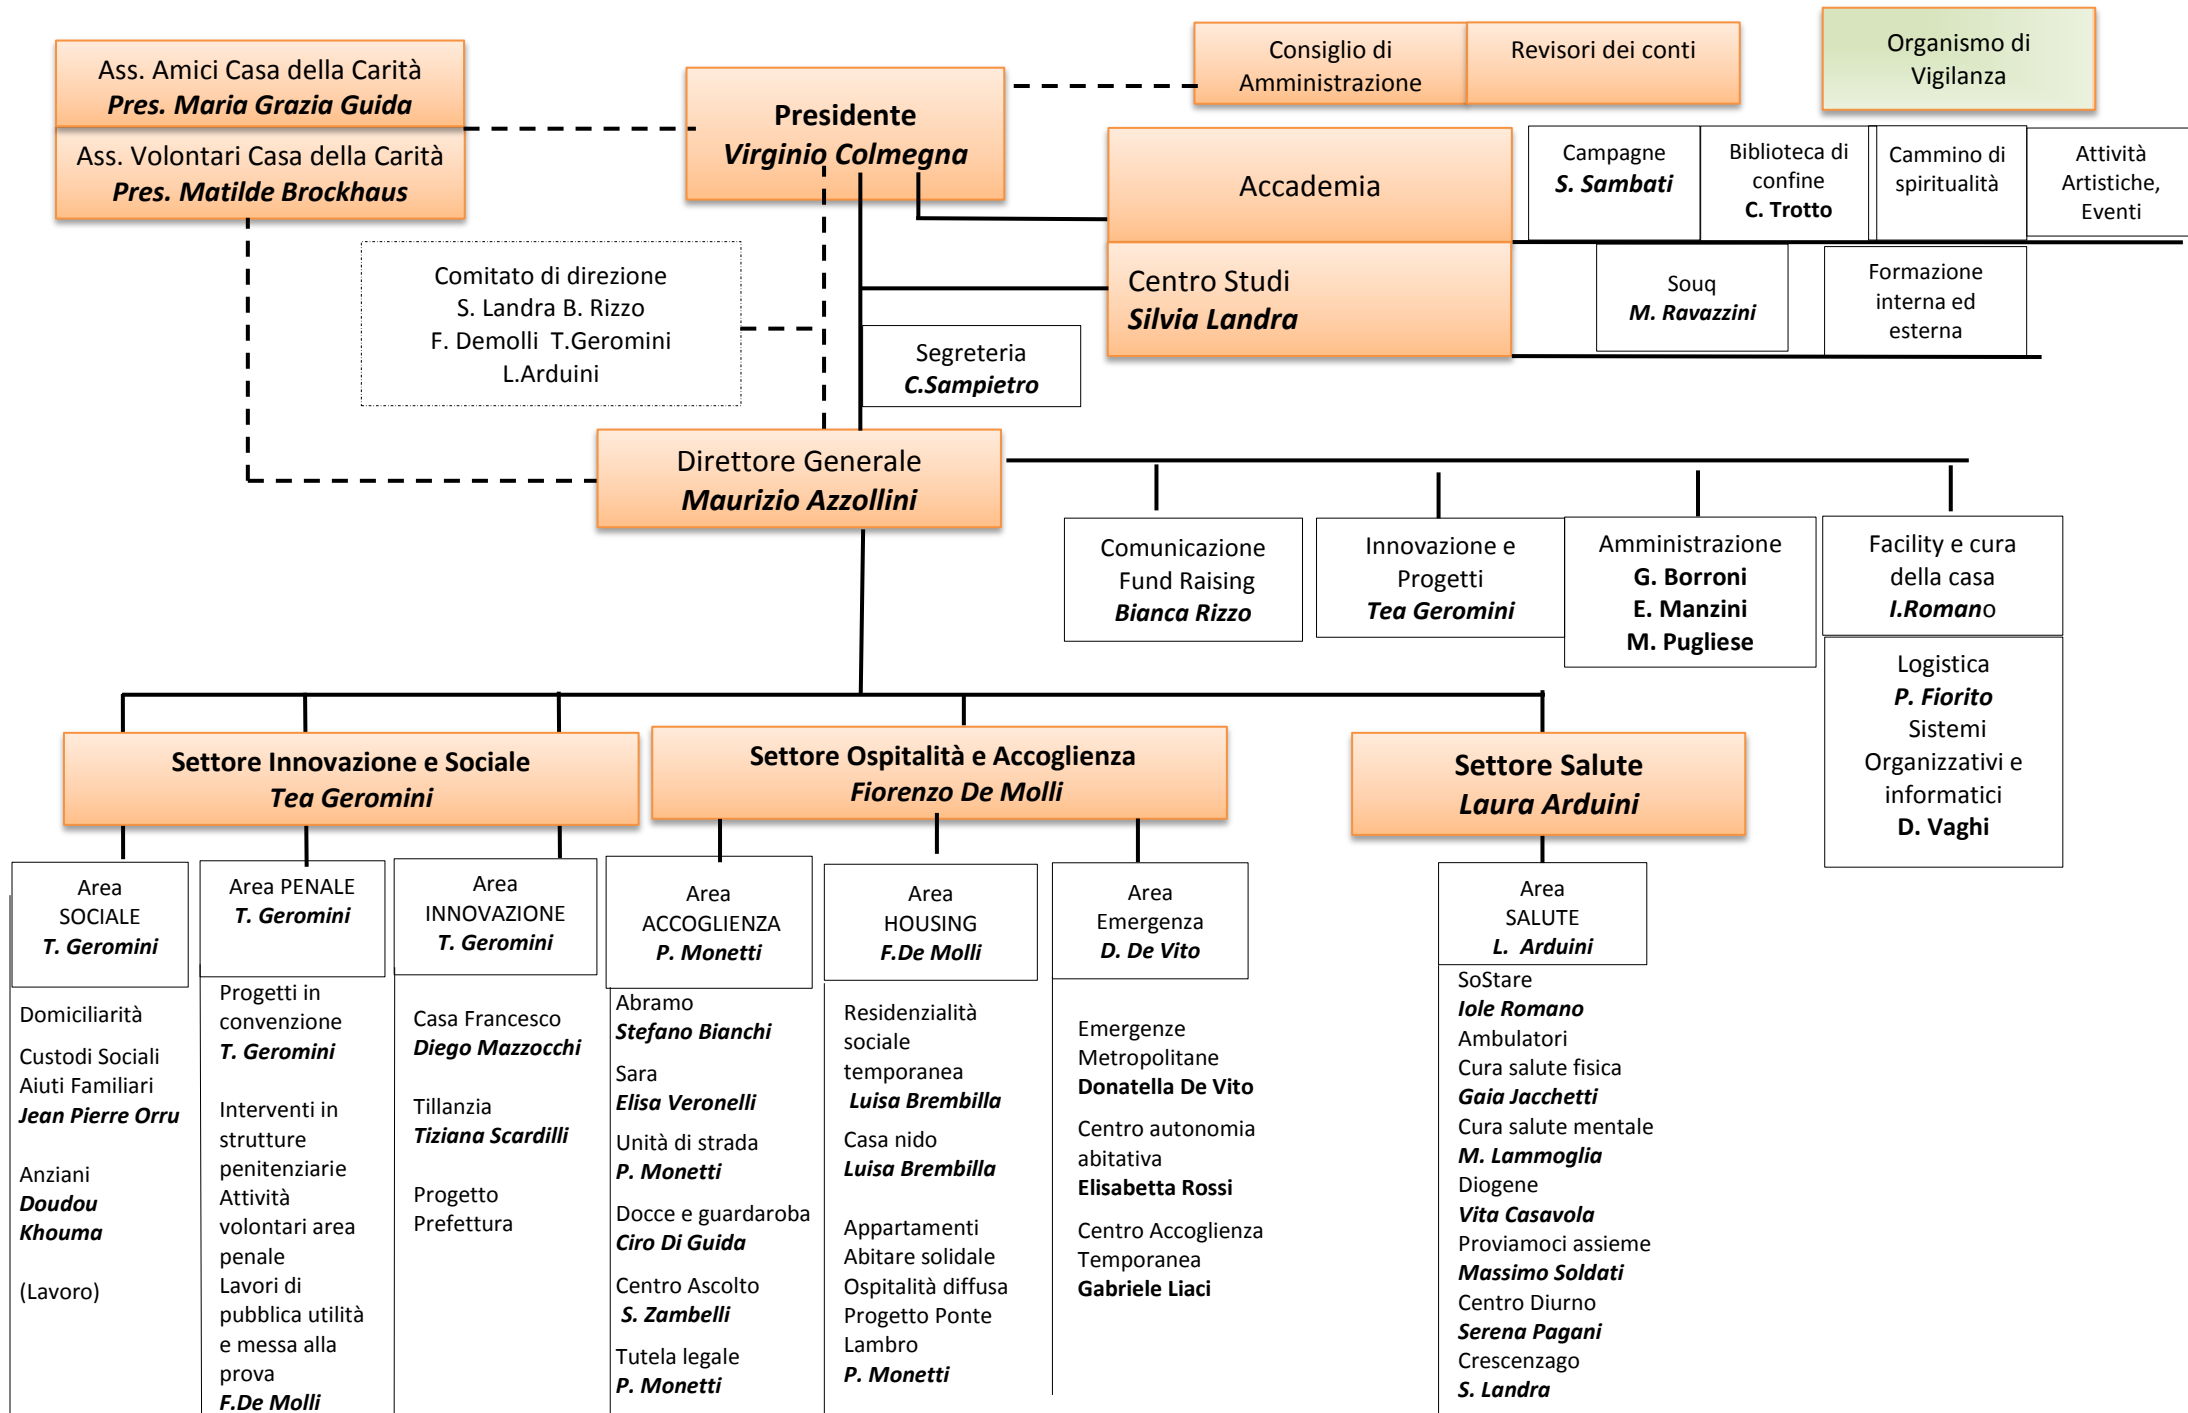 Ass. Amici Casa della Carità
Pres. Maria Grazia Guida
Ass. Volontari Casa della Carità
Pres. Matilde Brockhaus
Presidente
Virginio Colmegna
Consiglio di
Amministrazione
Revisori dei conti
Organismo di
Vigilanza
Accademia
Campagne
S. Sambati
Biblioteca di
confine
C. Trotto
Cammino di
spiritualità
Attività
Artistiche,
Eventi
Centro Studi
Silvia Landra
Souq
M. Ravazzini
Formazione
interna ed
esterna
Comitato di direzione
S. Landra B. Rizzo
F. Demolli T.Geromini
L.Arduini
Segreteria
C.Sampietro
Direttore Generale
Maurizio Azzollini
Comunicazione
Fund Raising
Bianca Rizzo
Innovazione e
Progetti
Tea Geromini
Amministrazione
G. Borroni
E. Manzini
M. Pugliese
Facility e cura
della casa
I.Romano
Logistica
P. Fiorito
Sistemi
Organizzativi e
informatici
D. Vaghi
Settore Innovazione e Sociale
Tea Geromini
Settore Ospitalità e Accoglienza
Fiorenzo De Molli
Settore Salute
Laura Arduini
Area
SOCIALE
T. Geromini
Domiciliarità
Custodi Sociali
Aiuti Familiari
Jean Pierre Orru
Anziani
Doudou
Khouma
(Lavoro)
Area PENALE
T. Geromini
Progetti in
convenzione
T. Geromini
Interventi in
strutture
penitenziarie
Attività
volontari area
penale
Lavori di
pubblica utilità
e messa alla
prova
F.De Molli
Area
INNOVAZIONE
T. Geromini
Casa Francesco
Diego Mazzocchi
Tillanzia
Tiziana Scardilli
Progetto
Prefettura
Area
ACCOGLIENZA
P. Monetti
Abramo
Stefano Bianchi
Sara
Elisa Veronelli
Unità di strada
P. Monetti
Docce e guardaroba
Ciro Di Guida
Centro Ascolto
S. Zambelli
Tutela legale
P. Monetti
Area
HOUSING
F.De Molli
Residenzialità
sociale
temporanea
Luisa Brembilla
Casa nido
Luisa Brembilla
Appartamenti
Abitare solidale
Ospitalità diffusa
Progetto Ponte
Lambro
P. Monetti
Area
Emergenza
D. De Vito
Emergenze
Metropolitane
Donatella De Vito
Centro autonomia
abitativa
Elisabetta Rossi
Centro Accoglienza
Temporanea
Gabriele Liaci
Area
SALUTE
L. Arduini
SoStare
Iole Romano
Ambulatori
Cura salute fisica
Gaia Jacchetti
Cura salute mentale
M. Lammoglia
Diogene
Vita Casavola
Proviamoci assieme
Massimo Soldati
Centro Diurno
Serena Pagani
Crescenzago
S. Landra